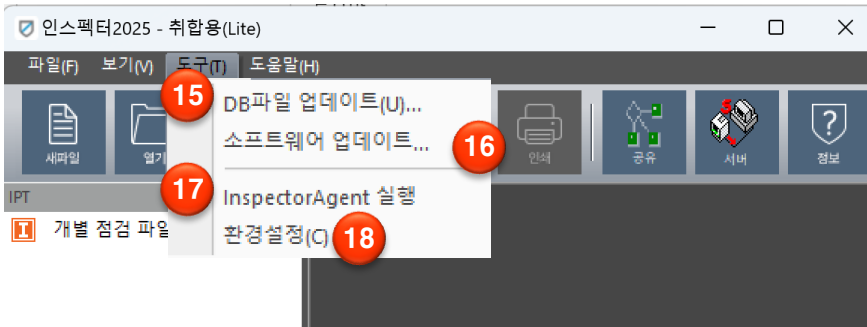 인스펙터2025 - 취합용(Lite)
파일(F) 보기(V) 도구(T) 도움말(H)
15
DB파일 업데이트(U)...
소프트웨어 업데이트...
16
새파일 열기 인쇄 공유 서버 정보
17
IPT
InspectorAgent 실행
개별 점검 파일
환경설정(C)
18